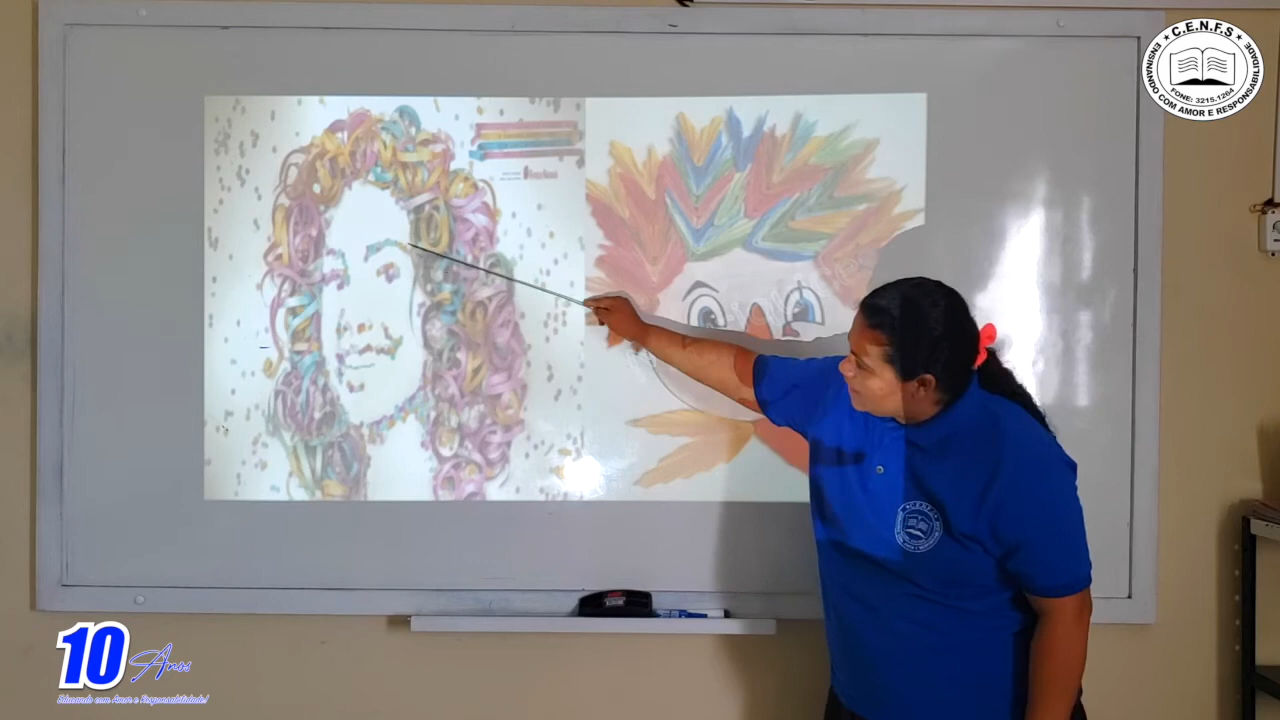 ★ C.E.N.F.S ★
ENSINANDO COM AMOR E RESPONSABILIDADE
FONE: 3215.1264
C.E.N.F.S
10 Anos
Educando com Amor e Responsabilidade!